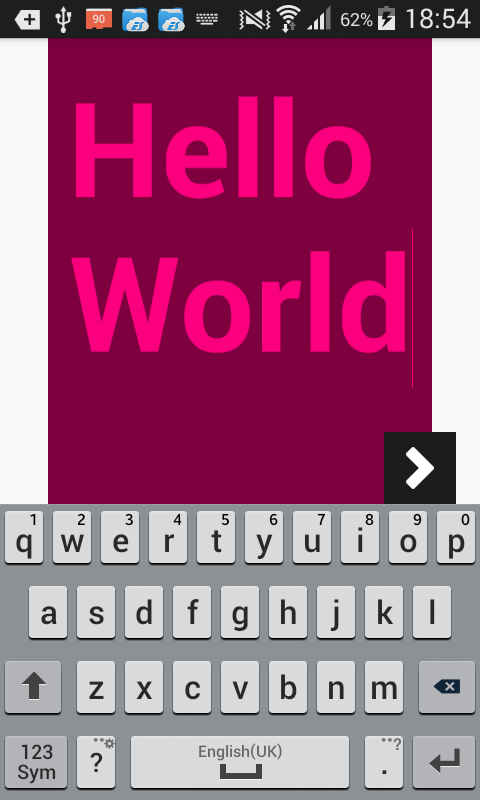 90 62% 18:54
Hello
World
1 2 3 4 5 6 7 8 9 0
q w e r t y u i o p
a s d f g h j k l
z x c v b n m
123 Sym ? English(UK) . ?